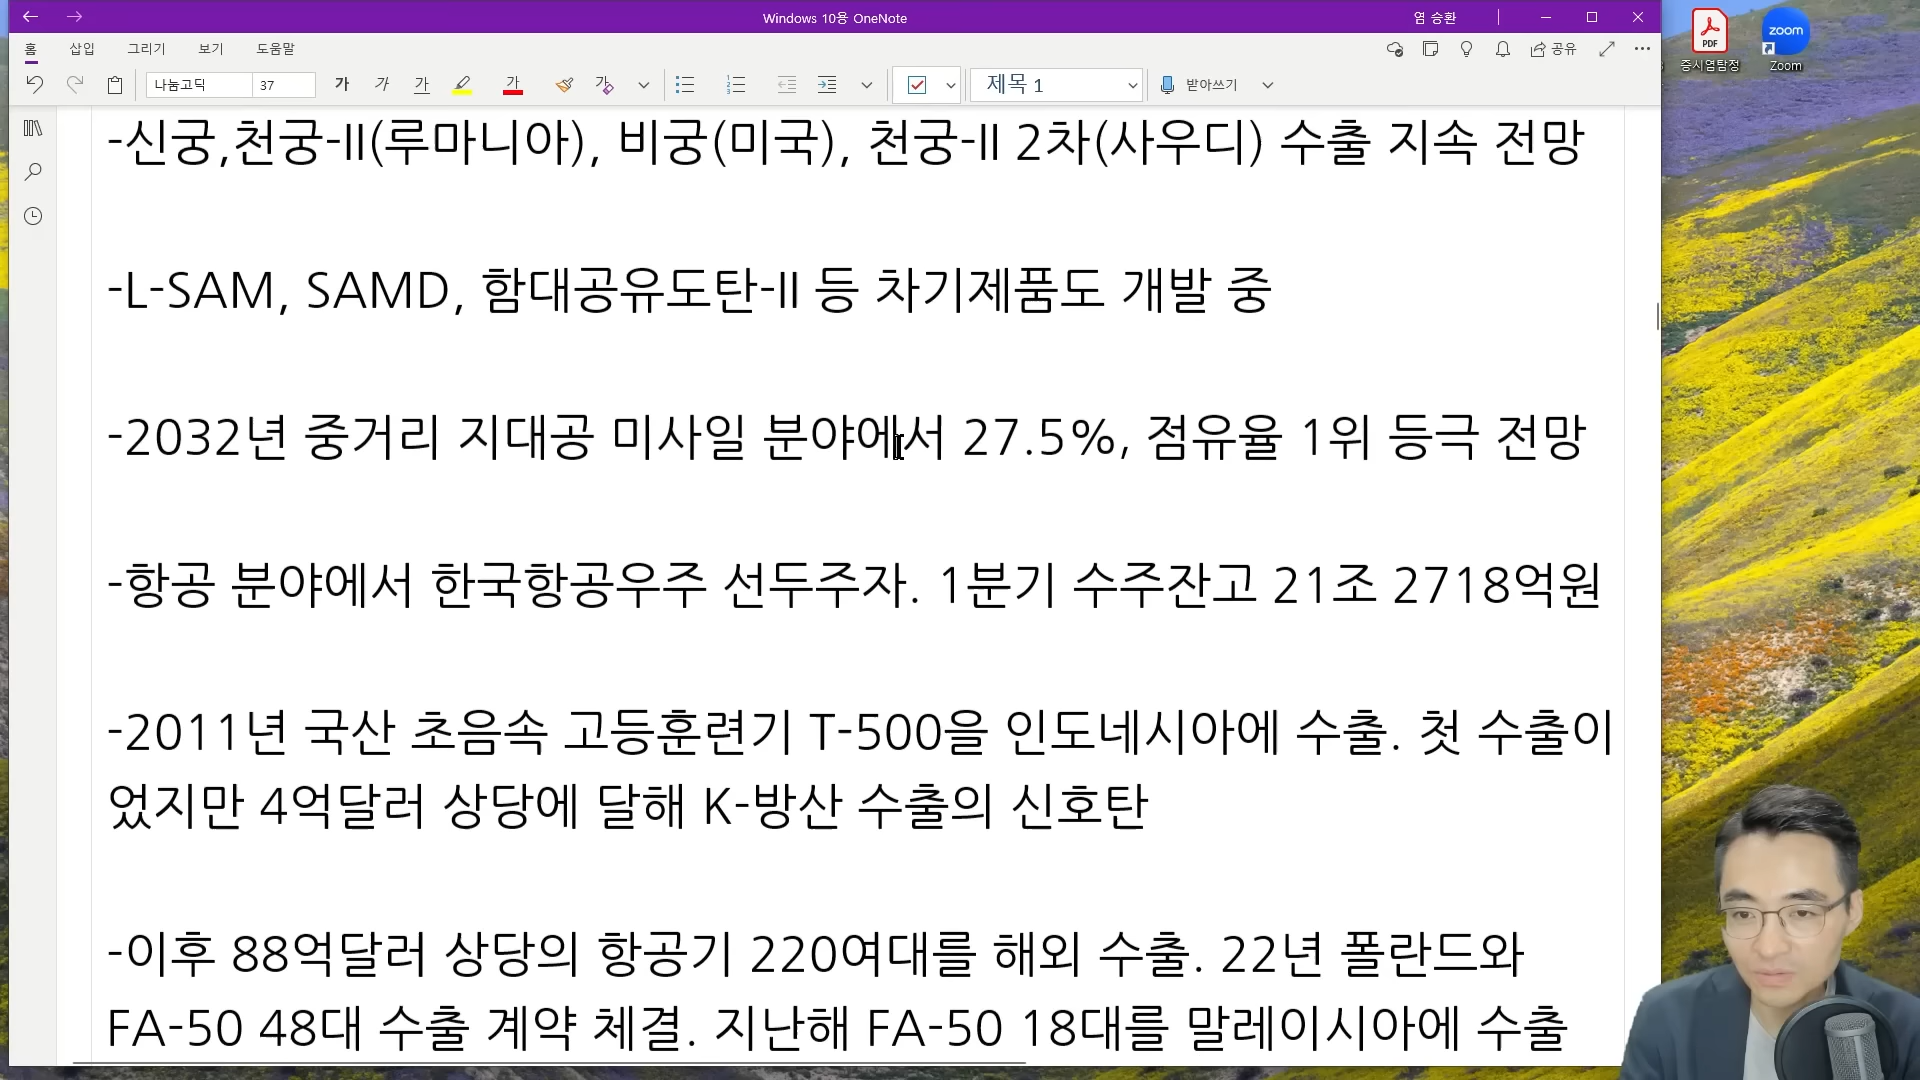 Windows 10용 OneNote
염 승환
홈 삽입 그리기 보기 도움말
공유
나눔고딕 37 가 가 가 가 가 제목 1 받아쓰기
-신궁,천궁-II(루마니아), 비궁(미국), 천궁-II 2차(사우디) 수출 지속 전망
-L-SAM, SAMD, 함대공유도탄-II 등 차기제품도 개발 중
-2032년 중거리 지대공 미사일 분야에서 27.5%, 점유율 1위 등극 전망
-항공 분야에서 한국항공우주 선두주자. 1분기 수주잔고 21조 2718억원
-2011년 국산 초음속 고등훈련기 T-500을 인도네시아에 수출. 첫 수출이
었지만 4억달러 상당에 달해 K-방산 수출의 신호탄
-이후 88억달러 상당의 항공기 220여대를 해외 수출. 22년 폴란드와
FA-50 48대 수출 계약 체결. 지난해 FA-50 18대를 말레이시아에 수출
PDF
증시염탐정
zoom
Zoom